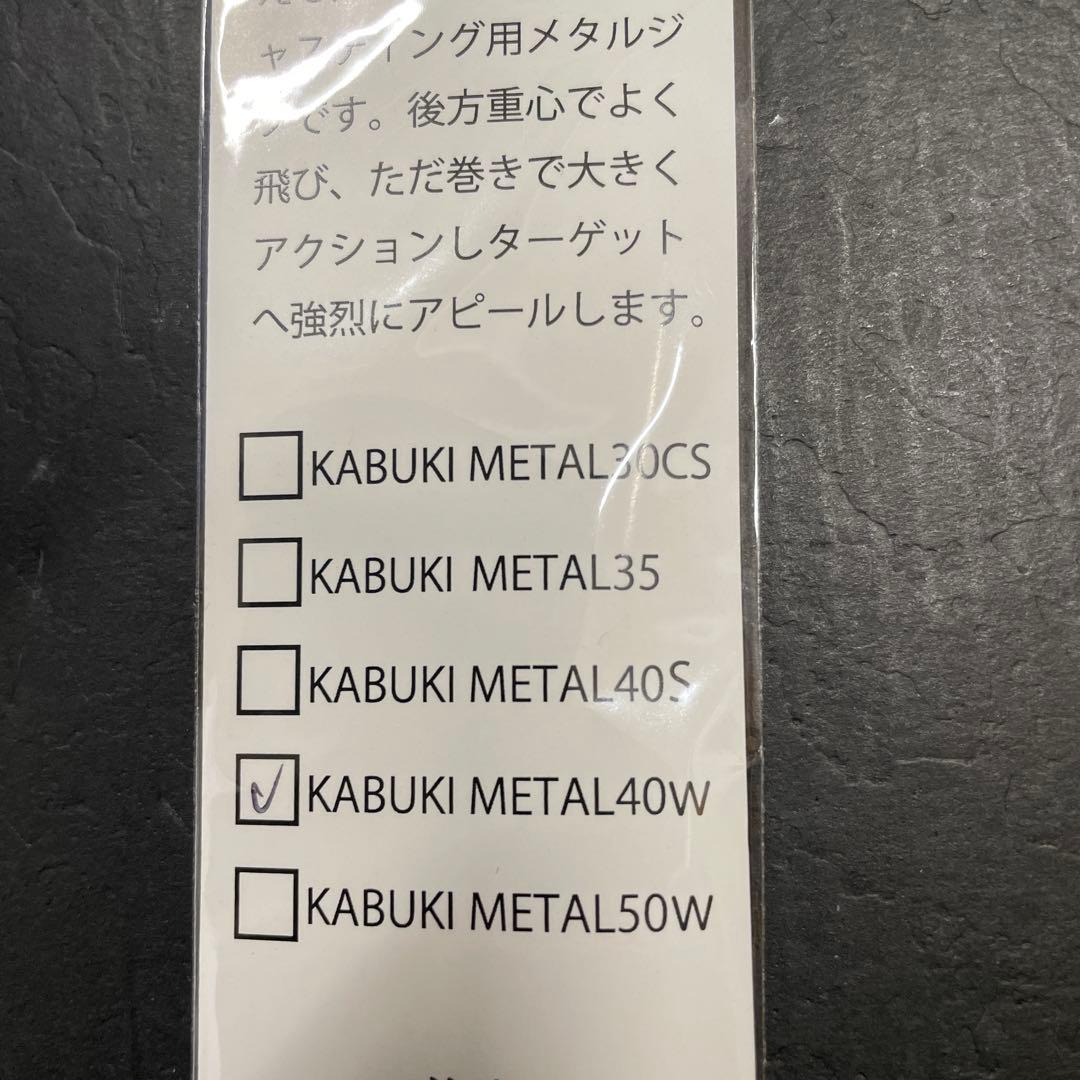 ャスティング用メタルジ
グです。後方重心でよく
飛び、ただ巻きで大きく
アクションしターゲット
へ強烈にアピールします。
KABUKI METAL30CS
KABUKI METAL35
KABUKI METAL40S
KABUKI METAL40W
KABUKI METAL50W